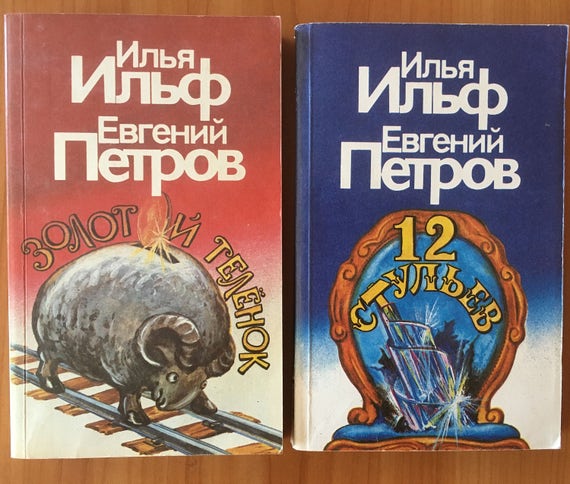 Илья
Ильф
Евгений
Петров
ЗОЛОТОЙ ТЕЛЁНОК
Илья
Ильф
Евгений
Петров
12
СТУЛЬЕВ